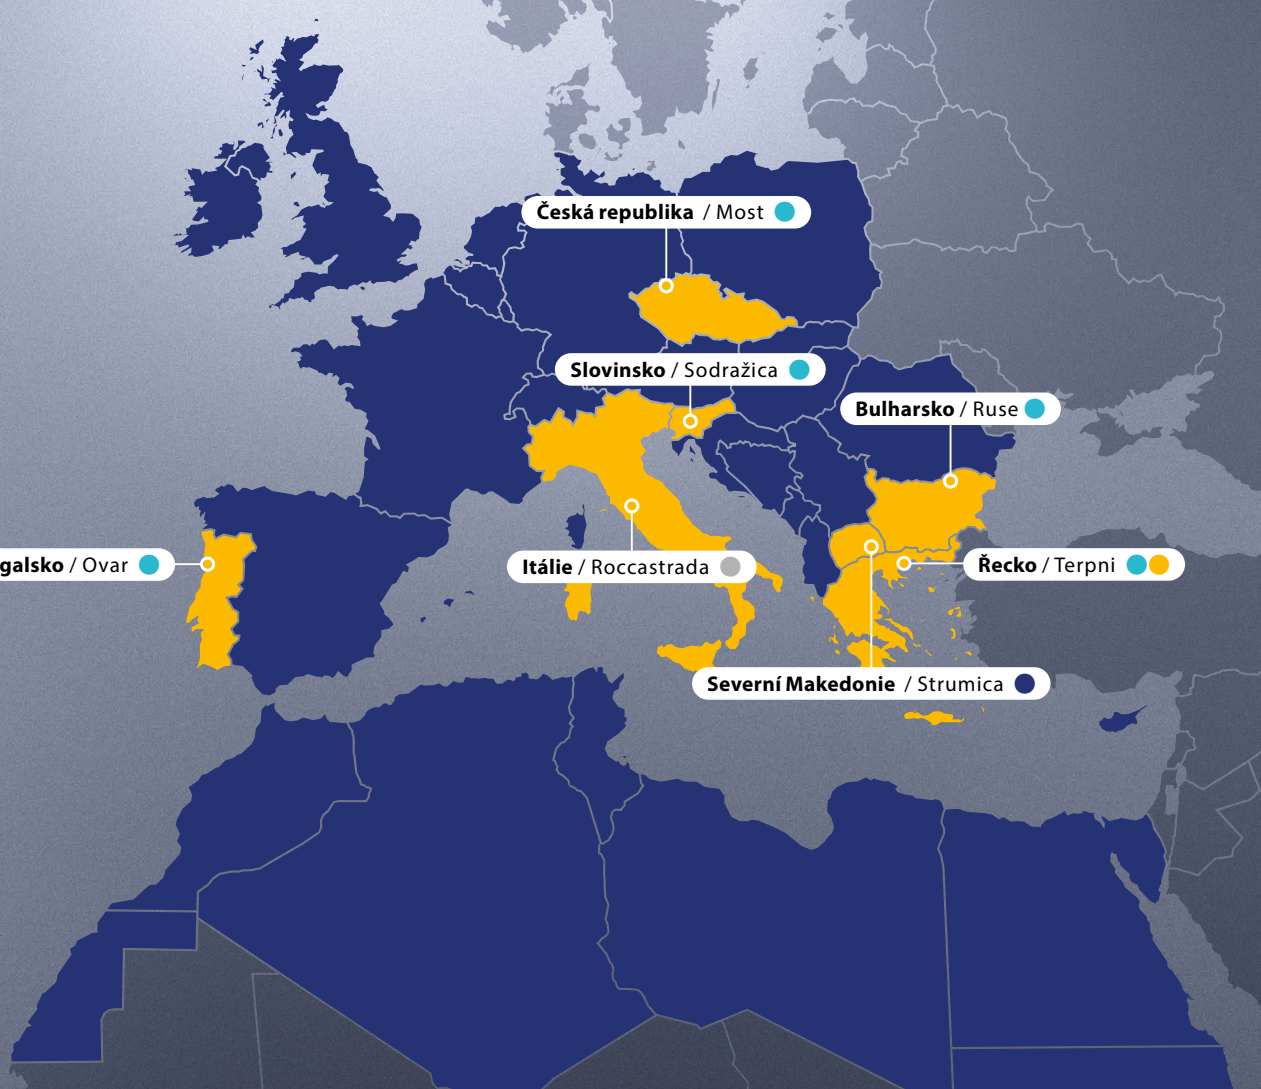 Česká republika / Most
Slovinsko / Sodražica
Bulharsko / Ruse
galsko / Ovar
Itálie / Roccastrada
Řecko / Terpni
Severní Makedonie / Strumica